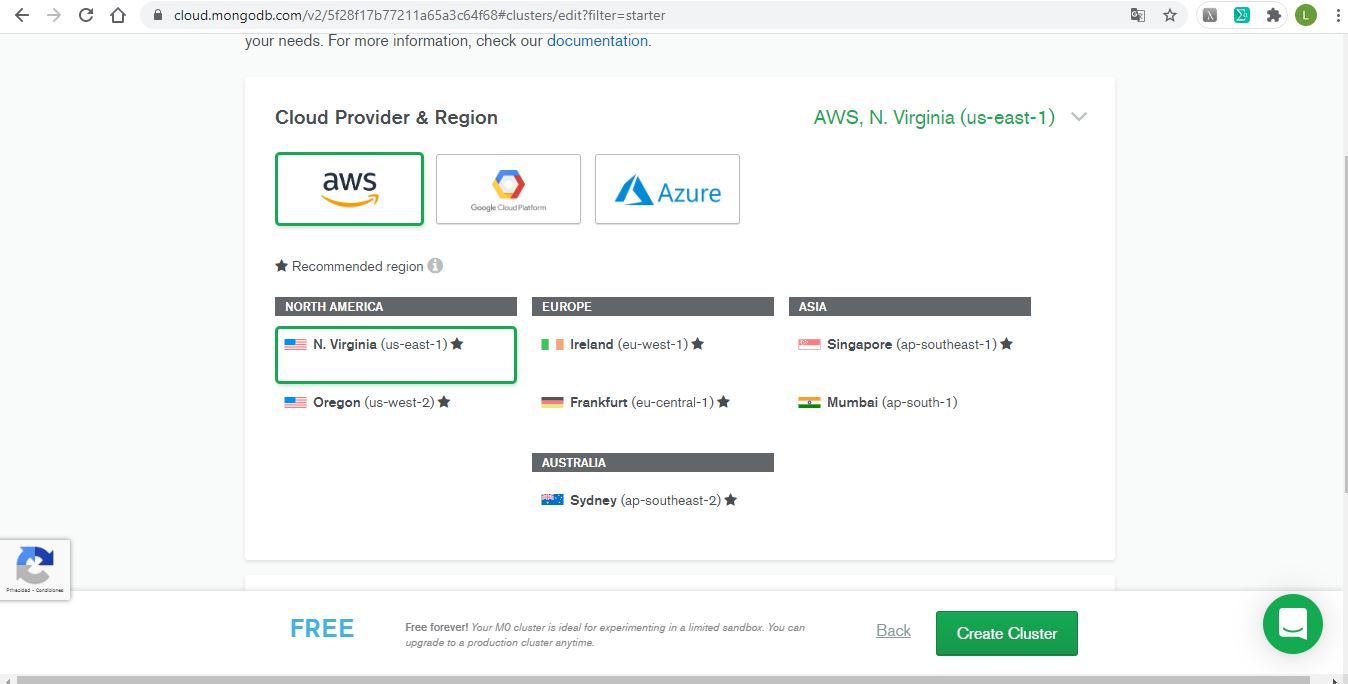 cloud.mongodb.com/v2/5f28f17b77211a65a3c64f68#clusters/edit?filter=starter
L
your needs. For more information, check our documentation.
Cloud Provider & Region
AWS, N. Virginia (us-east-1)
aws
Google Cloud Platform
Azure
Recommended region
NORTH AMERICA
EUROPE
ASIA
N. Virginia (us-east-1)
Ireland (eu-west-1)
Singapore (ap-southeast-1)
Oregon (us-west-2)
Frankfurt (eu-central-1)
Mumbai (ap-south-1)
AUSTRALIA
Sydney (ap-southeast-2)
Privacidad - Condiciones
FREE
Free forever! Your M0 cluster is ideal for experimenting in a limited sandbox. You can
upgrade to a production cluster anytime.
Back
Create Cluster